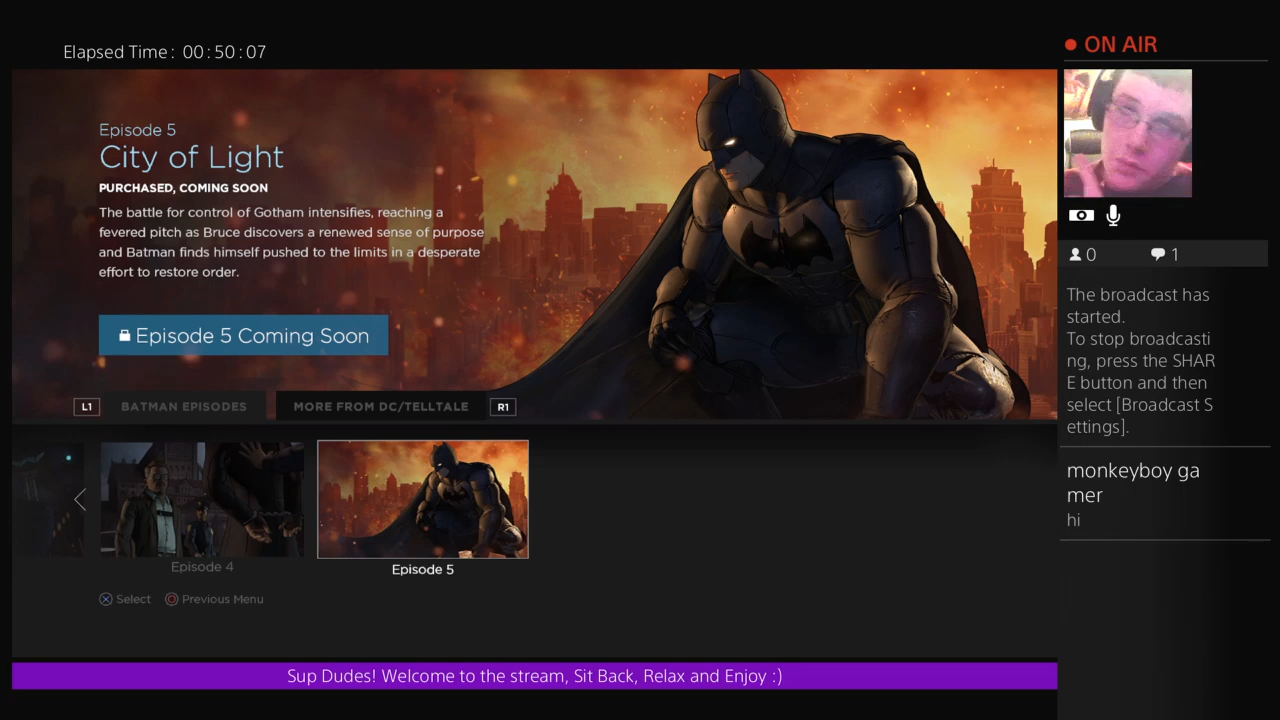 Elapsed Time: 00:50:07
ON AIR
Episode 5
City of Light
PURCHASED, COMING SOON
The battle for control of Gotham intensifies, reaching a
fevered pitch as Bruce discovers a renewed sense of purpose
and Batman finds himself pushed to the limits in a desperate
effort to restore order.
Episode 5 Coming Soon
L1
BATMAN EPISODES
MORE FROM DC/TELLTALE
R1
Episode 4
Episode 5
Select
Previous Menu
Sup Dudes! Welcome to the stream, Sit Back, Relax and Enjoy :)
0
1
The broadcast has
started.
To stop broadcasti
ng, press the SHAR
E button and then
select [Broadcast S
ettings].
monkeyboy ga
mer
hi